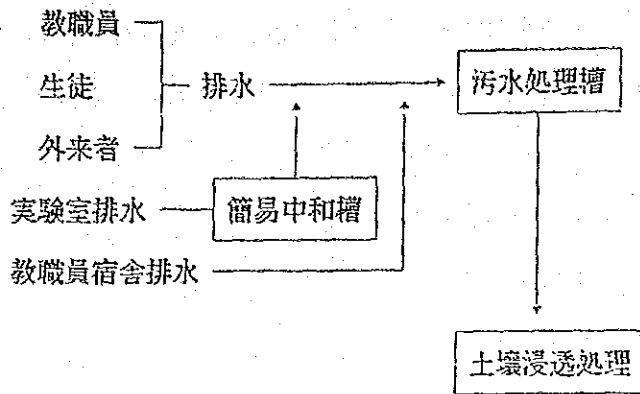 教職員
生徒
排水
汚水処理槽
外来者
実験室排水
簡易中和槽
教職員宿舎排水
土壌浸透処理